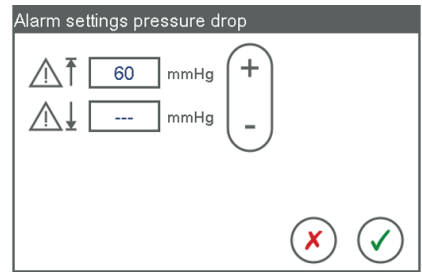 Alarm settings pressure drop
60 mmHg
--- mmHg
+
-